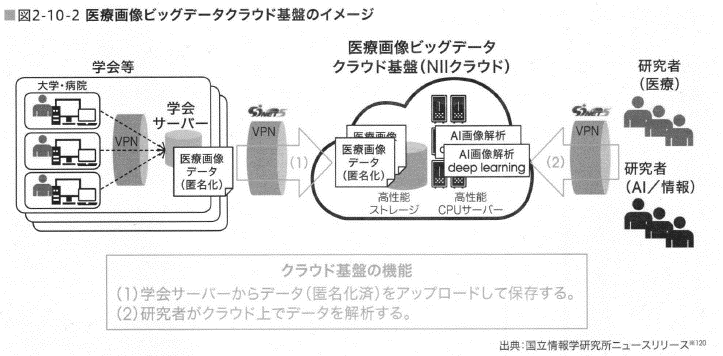 ■図2-10-2 医療画像ビッグデータクラウド基盤のイメージ
学会等
大学・病院
VPN
学会
サーバー
医療画像
データ
(匿名化)
SINET5
VPN
(1)
医療画像ビッグデータ
クラウド基盤(NIIクラウド)
医療画像
医療画像
データ
(匿名化)
高性能
ストレージ
AI画像解析
AI画像解析
deep learning
高性能
CPUサーバー
(2)
SINET5
VPN
研究者
(医療)
研究者
(AI/情報)
クラウド基盤の機能
(1)学会サーバーからデータ(匿名化済)をアップロードして保存する。
(2)研究者がクラウド上でデータを解析する。
出典:国立情報学研究所ニュースリリース※120